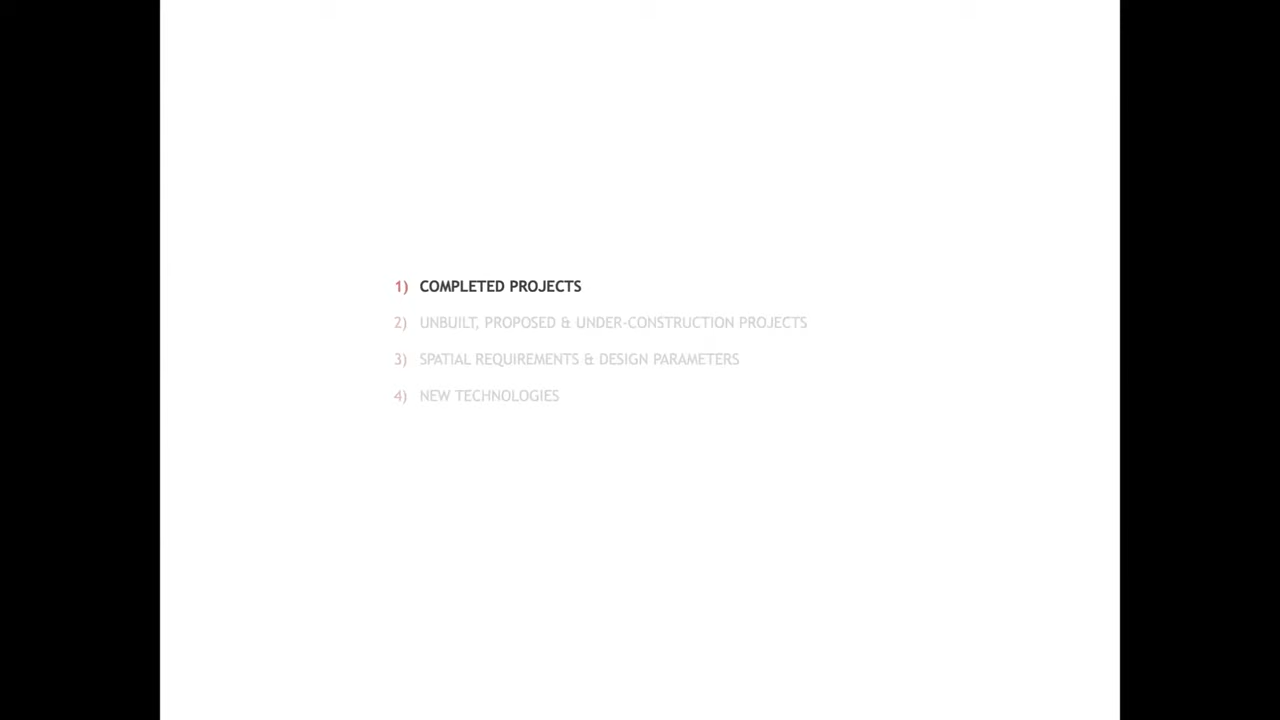 1) COMPLETED PROJECTS
2) UNBUILT, PROPOSED & UNDER-CONSTRUCTION PROJECTS
3) SPATIAL REQUIREMENTS & DESIGN PARAMETERS
4) NEW TECHNOLOGIES